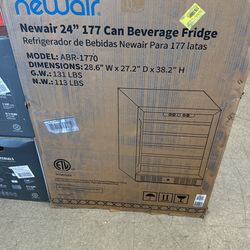 newair
Newair 24” 177 Can Beverage Fridge
Refrigerador de Bebidas Newair Para 177 latas
MODEL: ABR-1770
DIMENSIONS: 28.6" W x 27.2" D x 38.2" H
G.W.: 131 LBS
N.W.: 113 LBS
ETL